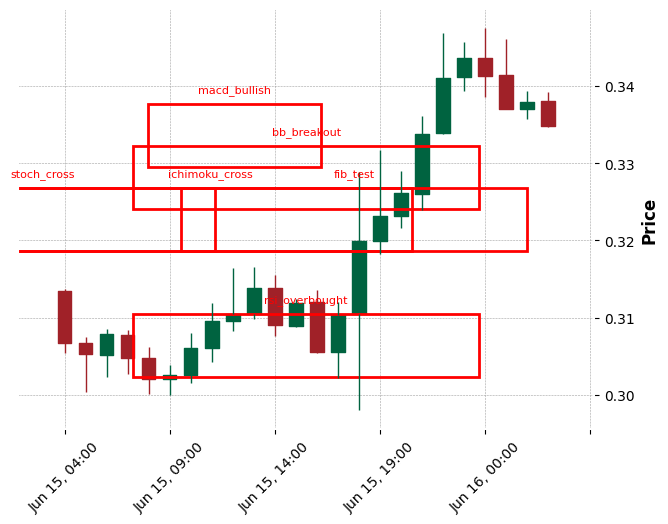 macd_bullish
bb_breakout
stoch_cross
ichimoku_cross
fib_test
rsi_overbought
0.34
0.33
0.32
0.31
0.30
Price
Jun 15, 04:00
Jun 15, 09:00
Jun 15, 14:00
Jun 15, 19:00
Jun 16, 00:00